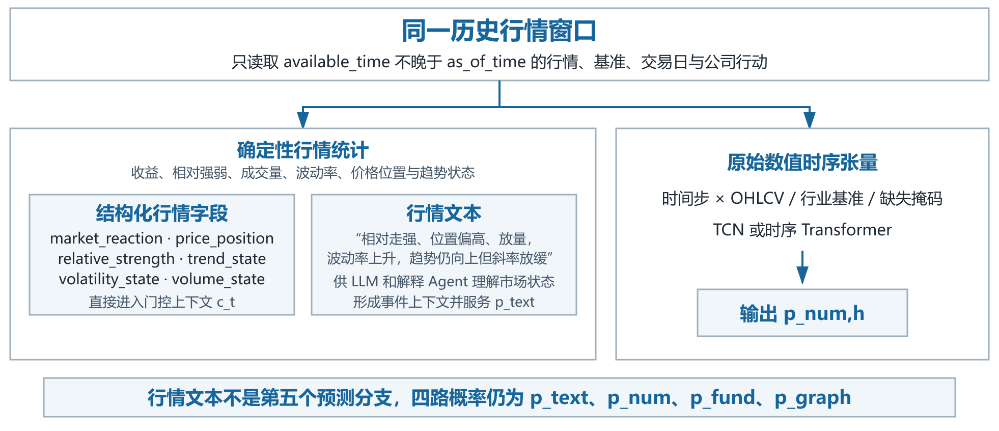 同一历史行情窗口
只读取 available_time 不晚于 as_of_time 的行情、基准、交易日与公司行动
确定性行情统计
收益、相对强弱、成交量、波动率、价格位置与趋势状态
结构化行情字段
market_reaction · price_position
relative_strength · trend_state
volatility_state · volume_state
直接进入门控上下文 c_t
行情文本
“相对走强、位置偏高、放量，
波动率上升，趋势仍向上但斜率放缓”
供 LLM 和解释 Agent 理解市场状态
形成事件上下文并服务 p_text
原始数值时序张量
时间步 × OHLCV / 行业基准 / 缺失掩码
TCN 或时序 Transformer
输出 p_num,h
行情文本不是第五个预测分支，四路概率仍为 p_text、p_num、p_fund、p_graph